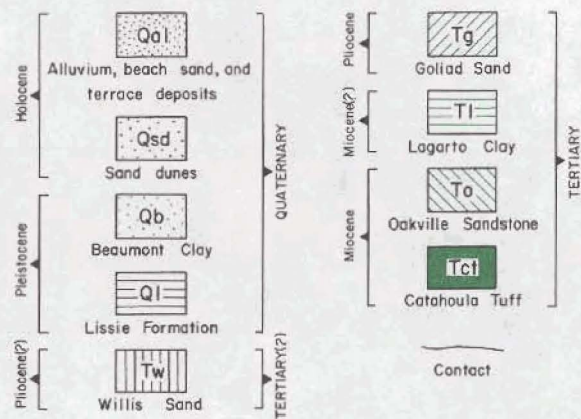 Holocene
Qal
Alluvium, beach sand, and
terrace deposits
Qsd
Sand dunes
Pleistocene
Qb
Beaumont Clay
Ql
Lissie Formation
QUATERNARY
Pliocene(?)
Tw
Willis Sand
TERTIARY(?)
Pliocene
Tg
Goliad Sand
Miocene(?)
Tl
Lagarto Clay
Miocene
To
Oakville Sandstone
Tct
Catahoula Tuff
TERTIARY
Contact